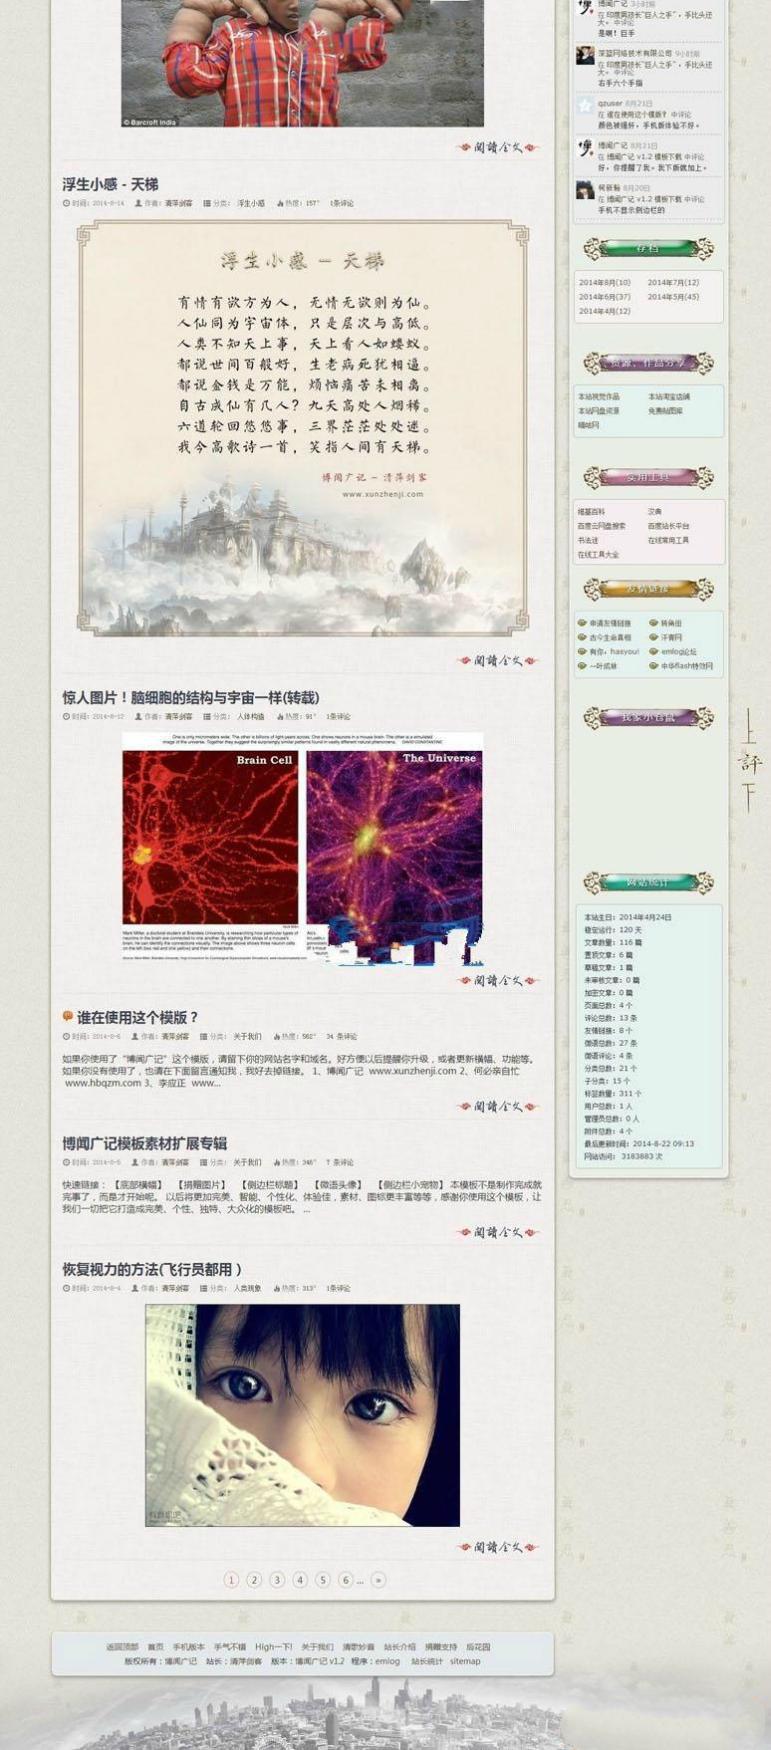 © Barcroft India
阅读全文
浮生小感 - 天梯
时间：2014-8-14 作者：清萍剑客 分类： 浮生小感 热度：157° 1条评论
浮生小感 — 天梯
有情有欲方为人，无情无欲则为仙。
人仙同为宇宙体，只是层次与高低。
人类不知天上事，天上看人如蝼蚁。
都说世间百般好，生老病死犹相逼。
都说金钱是万能，烦恼痛苦来相离。
自古成仙有几人？九天高处人烟稀。
六道轮回悠悠事，三界茫茫处处迷。
我今高歌诗一首，笑指人间有天梯。
博闻广记 — 清萍剑客
www.xunzhenji.com
阅读全文
惊人图片！脑细胞的结构与宇宙一样(转载)
时间：2014-8-12 作者：清萍剑客 分类： 人体构造 热度：91° 1条评论
Brain Cell
The Universe
阅读全文
谁在使用这个模版？
时间：2014-8-6 作者：清萍剑客 分类： 关于我们 热度：562° 34 条评论
如果你使用了“博闻广记”这个模版，请留下你的网站名字和域名。好方便以后提醒你升级，或者更新横幅、功能等。
如果你没有使用了，也请在下面留言通知我，我好去掉链接。 1、博闻广记 www.xunzhenji.com 2、何必亲自忙
www.hbqzm.com 3、李应正 www...
阅读全文
博闻广记模板素材扩展专辑
时间：2014-8-5 作者：清萍剑客 分类： 关于我们 热度：346° 7 条评论
快速链接： 【底部横幅】 【捐赠图片】 【侧边栏标题】 【微语头像】 【侧边栏小宠物】 本模板不是制作完成就
完事了，而是才开始呢。 以后将更加完美、智能、个性化、体验佳，素材、图标更丰富等等，感谢你使用这个模板，让
我们一切把它打造成完美、个性、独特、大众化的模板吧。 ...
阅读全文
恢复视力的方法(飞行员都用 )
时间：2014-8-4 作者：清萍剑客 分类： 人类现象 热度：313° 1条评论
阅读全文
1 2 3 4 5 6 ... »
返回顶部 首页 手机版本 手气不错 High一下! 关于我们 清歌妙音 站长介绍 捐赠支持 后花园
版权所有：博闻广记 站长：清萍剑客 版本：博闻广记 v1.2 程序：emlog 站长统计 sitemap
博闻广记 3小时前
在 印度男孩长“巨人之手”，手比头还
大。 中评论
是啊！巨手
深蓝网络技术有限公司 9小时前
在 印度男孩长“巨人之手”，手比头还
大。 中评论
右手六个手指
qzuser 8月21日
在 谁在使用这个模版？ 中评论
颜色被搔轩，手机版体验不好。
博闻广记 8月21日
在 博闻广记 v1.2 模板下载 中评论
好，你提醒了我。我下版就加上。
8月20日
在 博闻广记 v1.2 模板下载 中评论
手机不显示侧边栏的
存档
2014年8月(10) 2014年7月(12)
2014年6月(37) 2014年5月(45)
2014年4月(12)
资源、作品分享
本站视觉作品 本站淘宝店铺
本站网盘资源 免费贴图库
嘀咕网
实用工具
维基百科 汉典
百度云网盘搜索 百度站长平台
书法迷 在线常用工具
在线工具大全
友情链接
申请友情链接 转角街
古今生命真相 汗青网
有你，hasyou! emlog论坛
一叶成林 中华flash特效网
我家小仓鼠
上
评
下
网站统计
本站生日：2014年4月24日
稳定运行：120 天
文章数量：116 篇
置顶文章：6 篇
草稿文章：1 篇
未审核文章：0 篇
加密文章：0 篇
页面总数：4 个
评论总数：13 条
友情链接：8 个
微语总数：27 条
微语评论：4 条
分类总数：21 个
子分类：15 个
标签数量：311 个
用户总数：1 人
管理员总数：0 人
附件总数：4 个
最后更新时间：2014-8-22 09:13
网站访问： 3183883 次